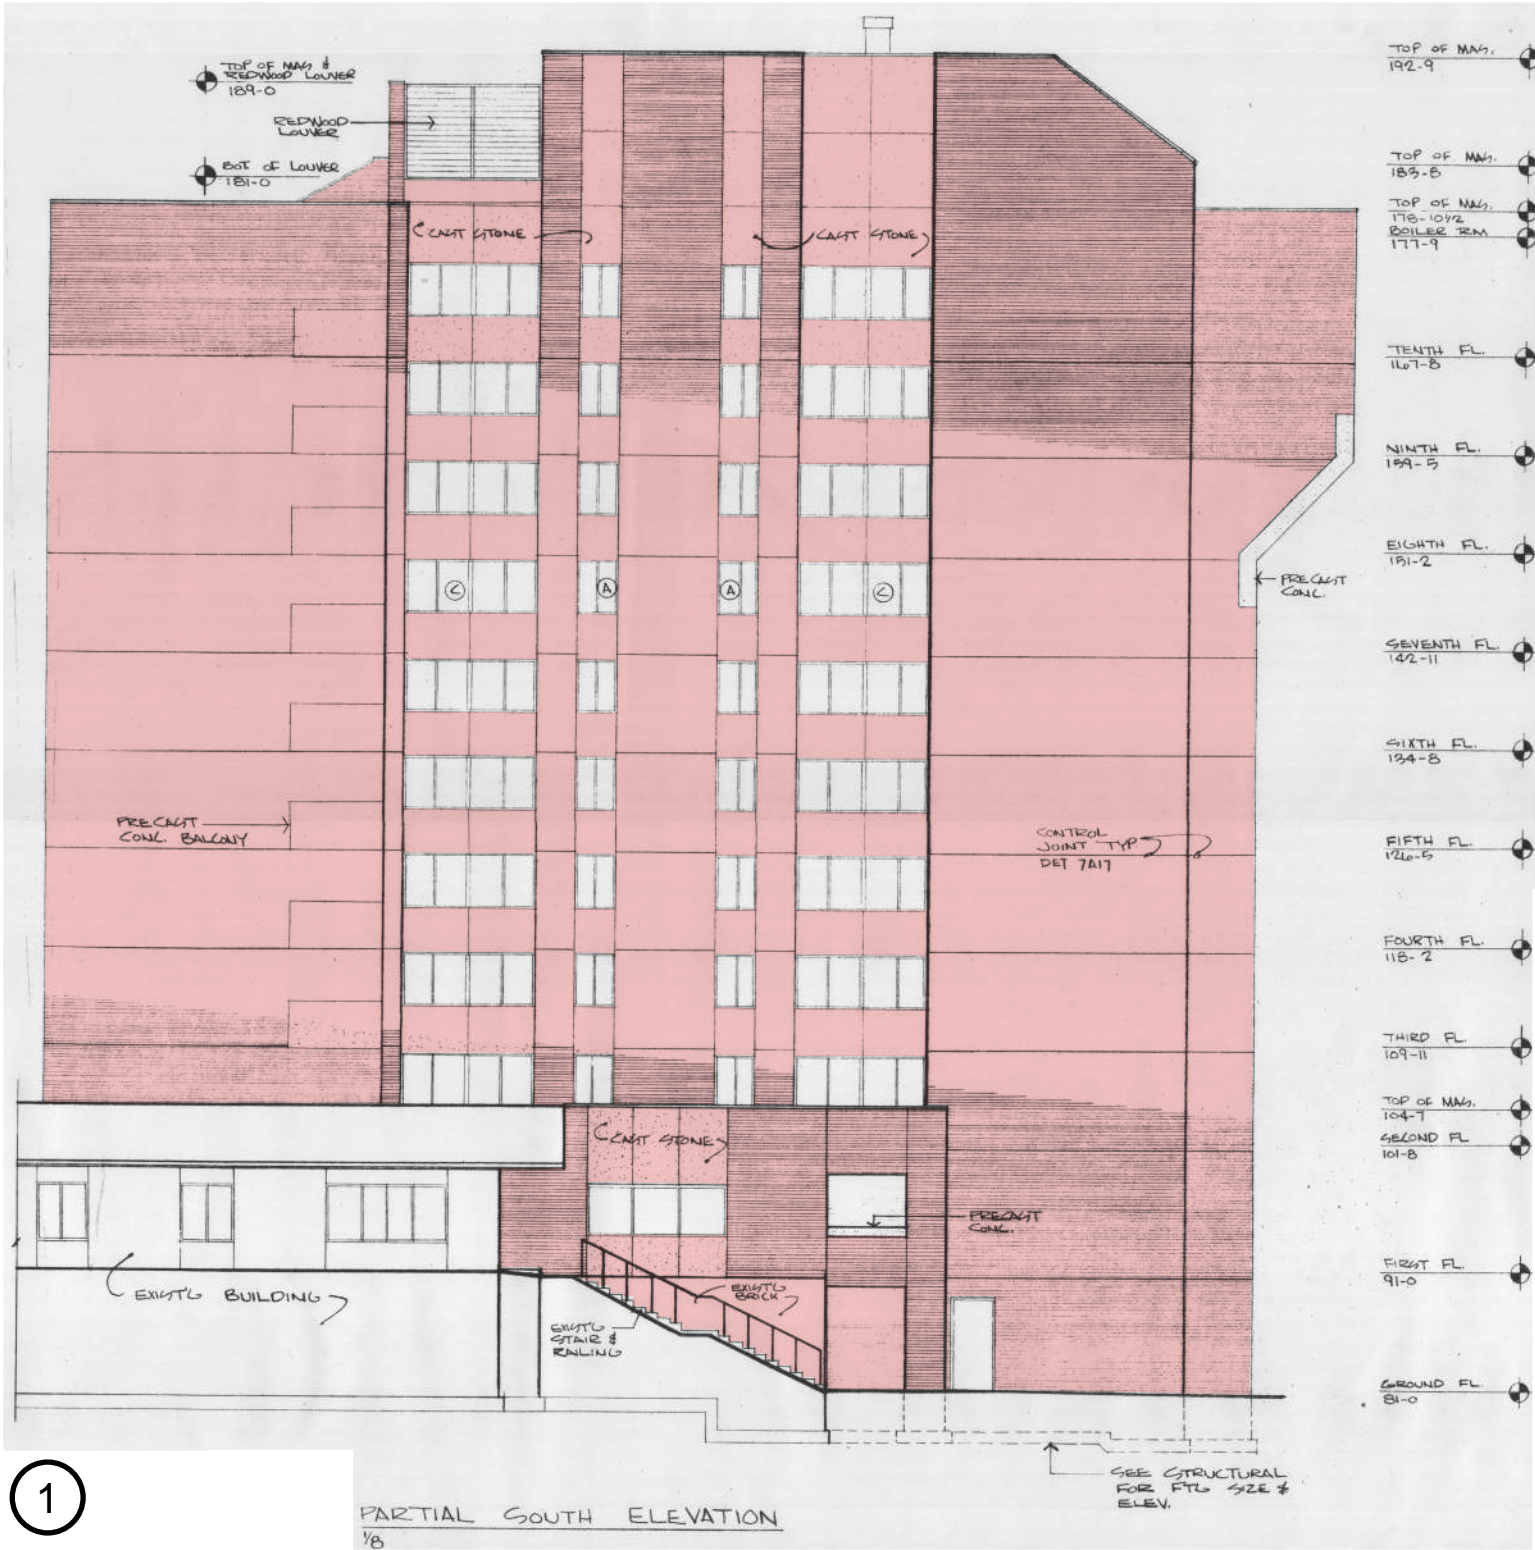 TOP OF MAS &
REDWOOD LOUVER
189-0
REDWOOD
LOUVER
BOT OF LOUVER
181-0
CAST STONE
CAST STONE
TOP OF MAS.
192-9
TOP OF MAS.
183-8
TOP OF MAS.
178-10 1/2
BOILER RM
177-9
TENTH FL.
167-8
NINTH FL.
159-5
EIGHTH FL.
151-2
PRECAST
CONC.
C
A
A
C
SEVENTH FL.
142-11
SIXTH FL.
134-8
PRECAST
CONC. BALCONY
CONTROL
JOINT TYP
DET 7A17
FIFTH FL.
126-5
FOURTH FL.
118-2
THIRD FL.
109-11
TOP OF MAS.
104-7
SECOND FL
101-8
CAST STONE
PRECAST
CONC.
FIRST FL.
91-0
EXIST'G BUILDING
EXIST'G
BRICK
EXIST'G
STAIR &
RAILING
GROUND FL.
81-0
SEE STRUCTURAL
FOR FTG SIZE &
ELEV.
1
PARTIAL SOUTH ELEVATION
1/8